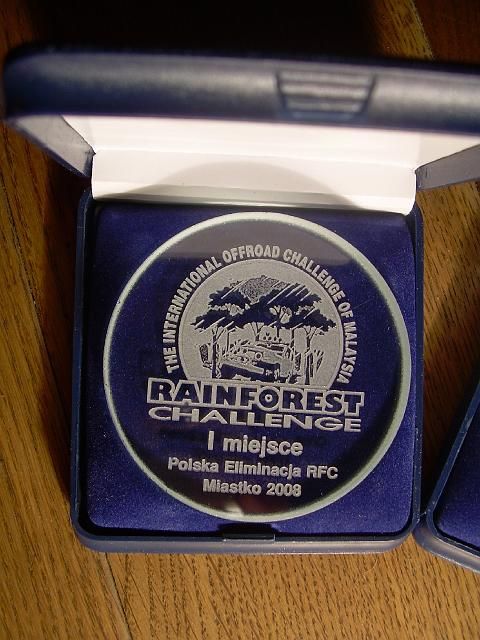 THE INTERNATIONAL OFFROAD CHALLENGE OF MALAYSIA
RAINFOREST
CHALLENGE
I miejsce
Polska Eliminacja RFC
Miastko 2008